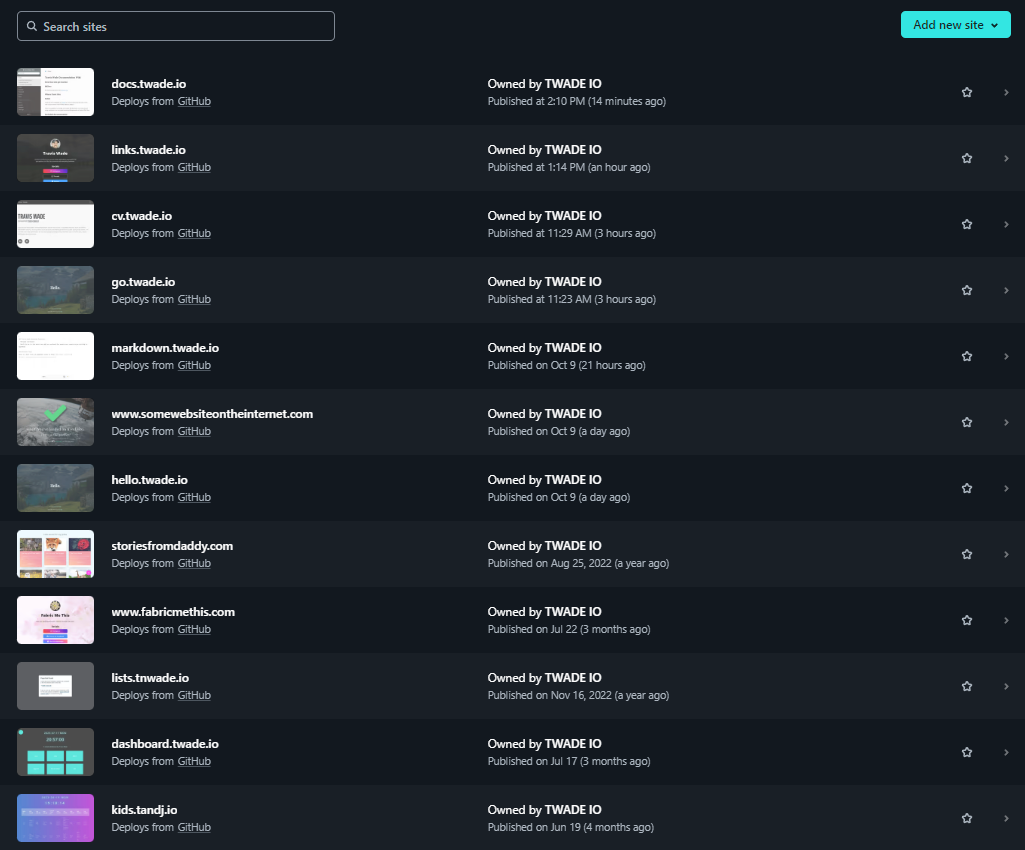 Search sites
Add new site
docs.twade.io
Deploys from GitHub
Owned by TWADE IO
Published at 2:10 PM (14 minutes ago)
links.twade.io
Deploys from GitHub
Owned by TWADE IO
Published at 1:14 PM (an hour ago)
TRAVIS WADE
cv.twade.io
Deploys from GitHub
Owned by TWADE IO
Published at 11:29 AM (3 hours ago)
Hello
go.twade.io
Deploys from GitHub
Owned by TWADE IO
Published at 11:23 AM (3 hours ago)
markdown.twade.io
Deploys from GitHub
Owned by TWADE IO
Published on Oct 9 (21 hours ago)
www.somewebsiteontheinternet.com
Deploys from GitHub
Owned by TWADE IO
Published on Oct 9 (a day ago)
Hello
hello.twade.io
Deploys from GitHub
Owned by TWADE IO
Published on Oct 9 (a day ago)
storiesfromdaddy.com
Deploys from GitHub
Owned by TWADE IO
Published on Aug 25, 2022 (a year ago)
Fabric Me This
www.fabricmethis.com
Deploys from GitHub
Owned by TWADE IO
Published on Jul 22 (3 months ago)
lists.tnwade.io
Deploys from GitHub
Owned by TWADE IO
Published on Nov 16, 2022 (a year ago)
dashboard.twade.io
Deploys from GitHub
Owned by TWADE IO
Published on Jul 17 (3 months ago)
kids.tandj.io
Deploys from GitHub
Owned by TWADE IO
Published on Jun 19 (4 months ago)